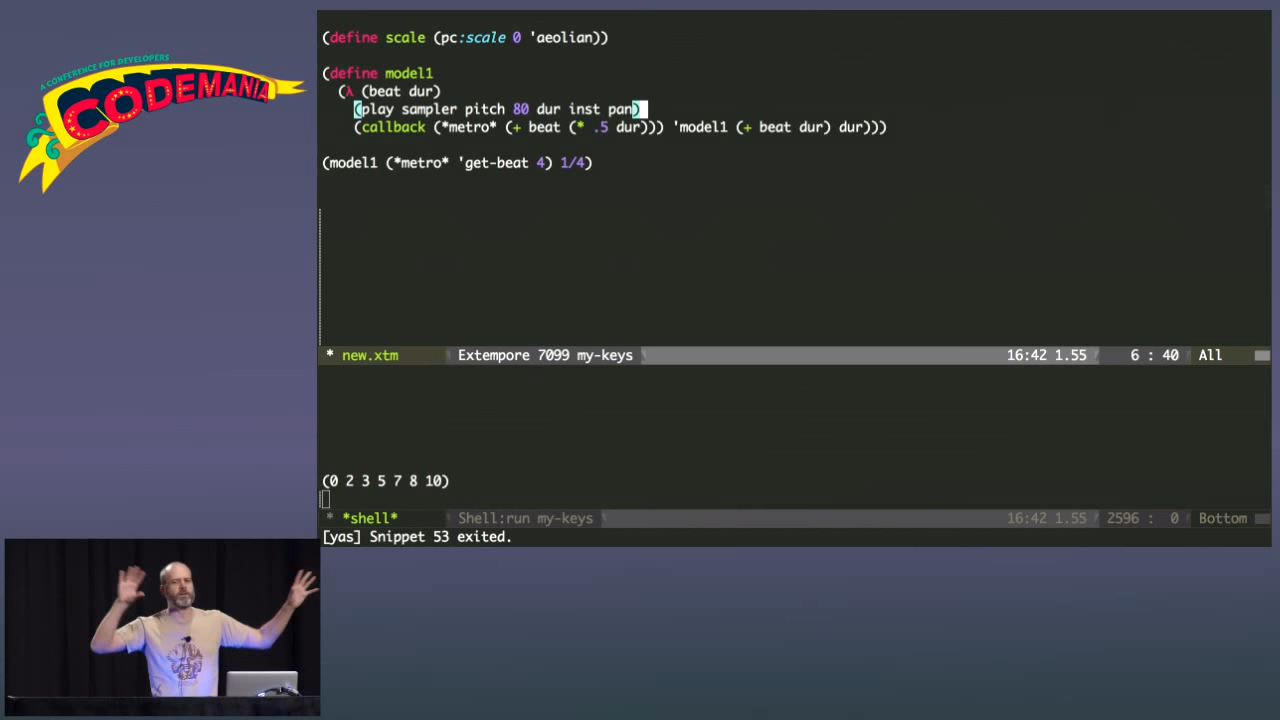 A CONFERENCE FOR DEVELOPERS
CODEMANIA
(define scale (pc:scale 0 'aeolian))
(define model1
(λ (beat dur)
(play sampler pitch 80 dur inst pan)
(callback (*metro* (+ beat (* .5 dur))) 'model1 (+ beat dur) dur)))
(model1 (*metro* 'get-beat 4) 1/4)
* new.xtm Extempore 7099 my-keys 16:42 1.55 6 : 40 All
(0 2 3 5 7 8 10)
* *shell* Shell:run my-keys 16:42 1.55 2596 : 0 Bottom
[yas] Snippet 53 exited.